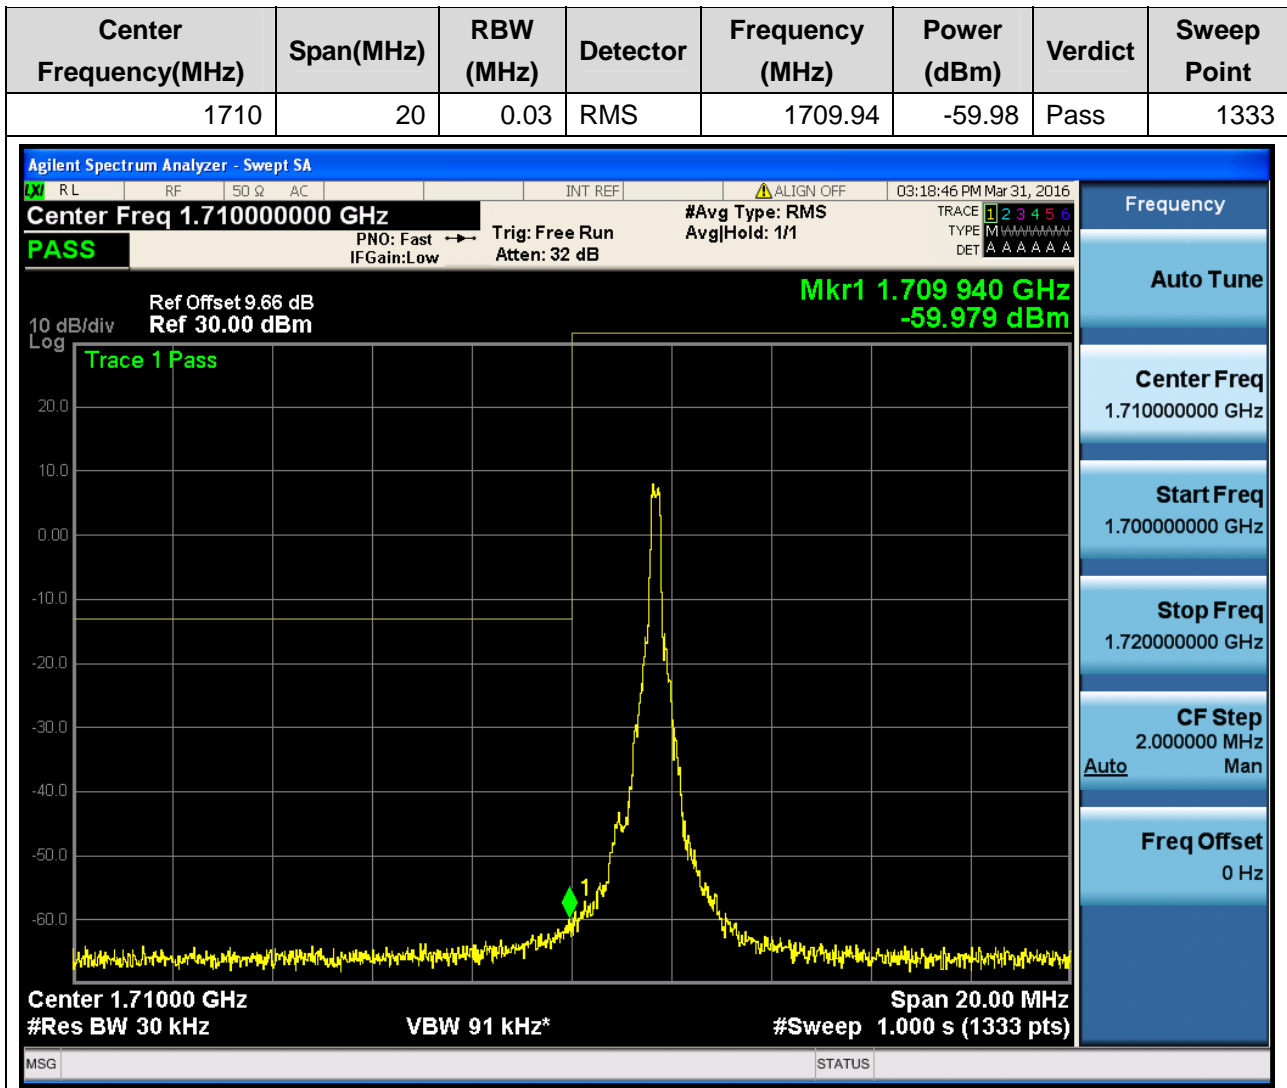 Center Frequency(MHz) Span(MHz) RBW (MHz) Detector Frequency (MHz) Power (dBm) Verdict Sweep Point
1710 20 0.03 RMS 1709.94 -59.98 Pass 1333
Agilent Spectrum Analyzer - Swept SA
LXI RL RF 50 Ω AC INT REF ALIGN OFF 03:18:46 PM Mar 31, 2016
Center Freq 1.710000000 GHz
PASS
PNO: Fast
IFGain:Low
Trig: Free Run
Atten: 32 dB
#Avg Type: RMS
Avg|Hold: 1/1
TRACE 1 2 3 4 5 6
TYPE M WWWWW
DET A A A A A A
Mkr1 1.709 940 GHz
-59.979 dBm
Ref Offset 9.66 dB
10 dB/div Ref 30.00 dBm
Log
Trace 1 Pass
20.0
10.0
0.00
-10.0
-20.0
-30.0
-40.0
-50.0
-60.0
1
Center 1.71000 GHz Span 20.00 MHz
#Res BW 30 kHz VBW 91 kHz* #Sweep 1.000 s (1333 pts)
MSG STATUS
Frequency
Auto Tune
Center Freq
1.710000000 GHz
Start Freq
1.700000000 GHz
Stop Freq
1.720000000 GHz
CF Step
2.000000 MHz
Auto Man
Freq Offset
0 Hz